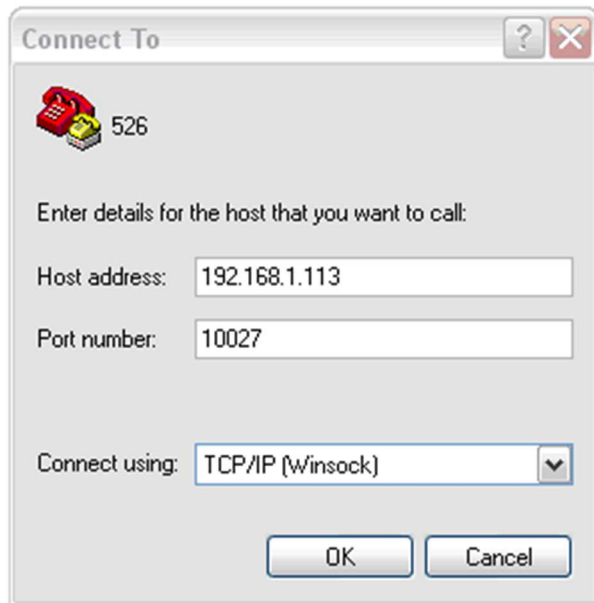 Connect To
526
Enter details for the host that you want to call:
Host address: 192.168.1.113
Port number: 10027
Connect using: TCP/IP (Winsock)
OK Cancel